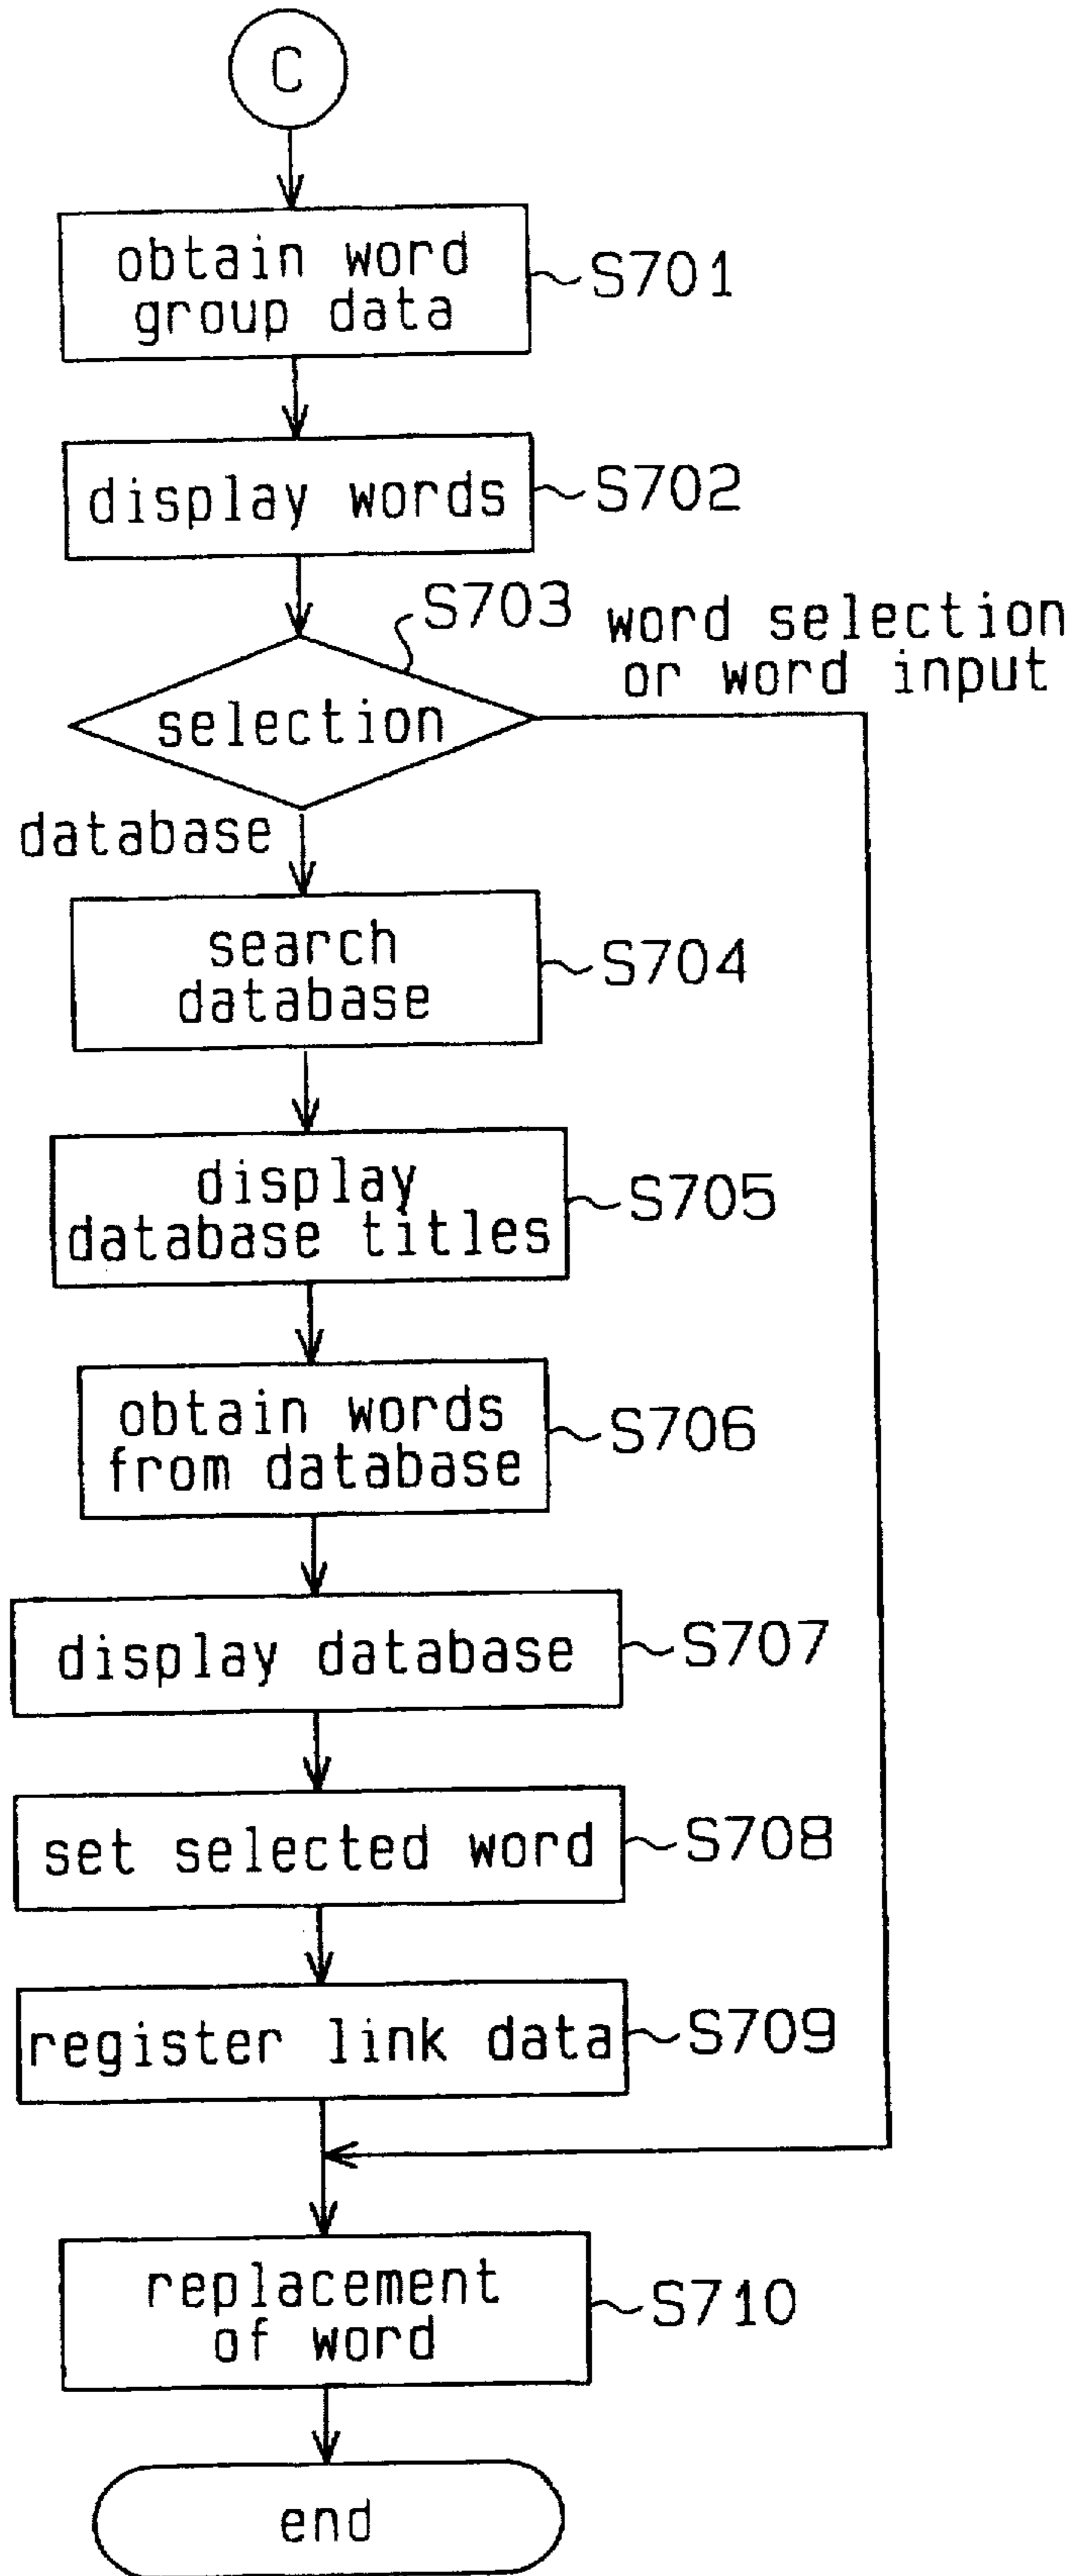 C
obtain word
group data
S701
display words
S702
S703
word selection
or word input
selection
database
search
database
S704
display
database titles
S705
obtain words
from database
S706
display database
S707
set selected word
S708
register link data
S709
replacement
of word
S710
end